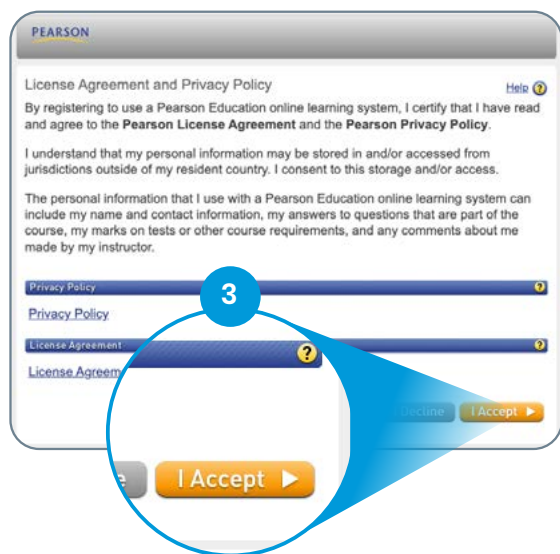 PEARSON
License Agreement and Privacy Policy
Help ?
By registering to use a Pearson Education online learning system, I certify that I have read
and agree to the Pearson License Agreement and the Pearson Privacy Policy.
I understand that my personal information may be stored in and/or accessed from
jurisdictions outside of my resident country. I consent to this storage and/or access.
The personal information that I use with a Pearson Education online learning system can
include my name and contact information, my answers to questions that are part of the
course, my marks on tests or other course requirements, and any comments about me
made by my instructor.
Privacy Policy ?
Privacy Policy
3
License Agreement ? ?
License Agreem
Decline I Accept
e I Accept